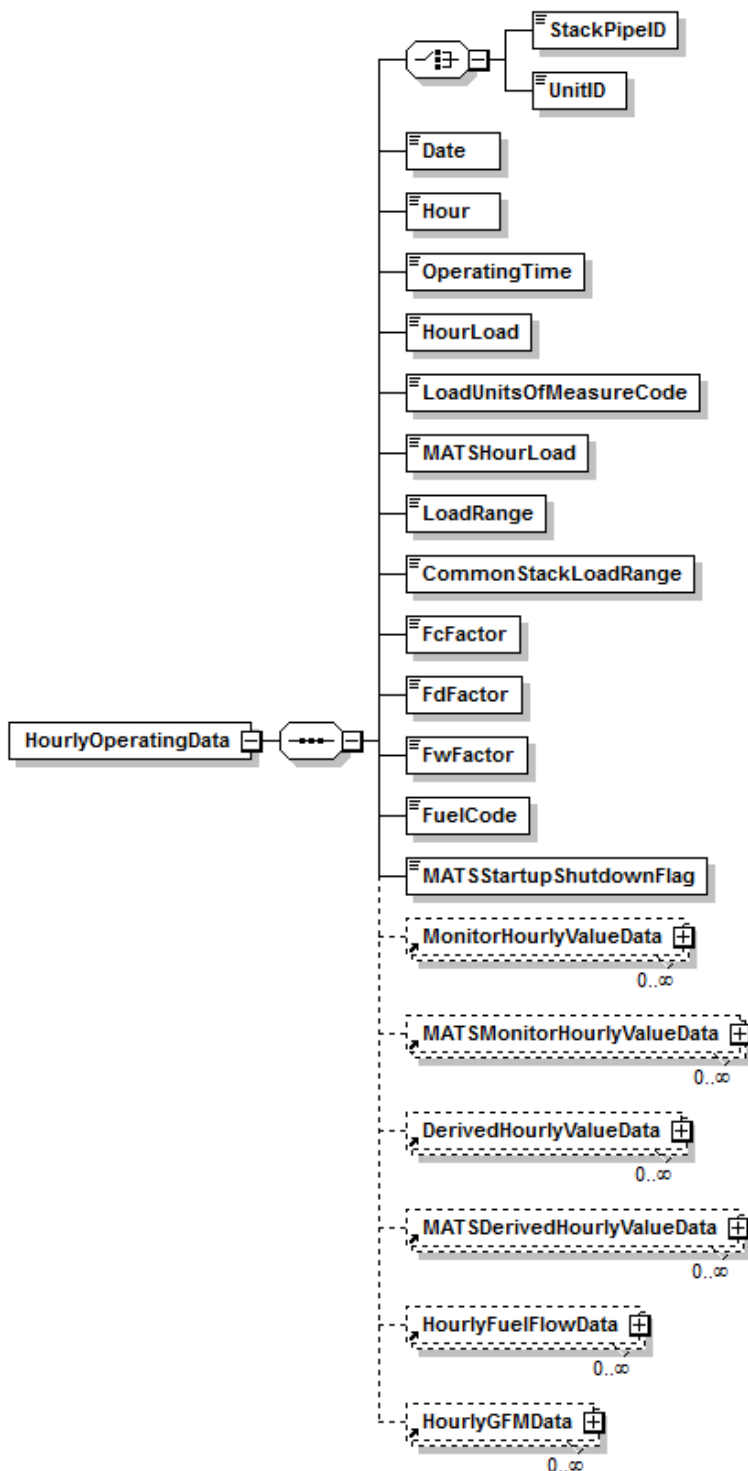 StackPipeID
UnitID
Date
Hour
OperatingTime
HourLoad
LoadUnitsOfMeasureCode
MATSHourLoad
LoadRange
CommonStackLoadRange
FcFactor
FdFactor
HourlyOperatingData
FwFactor
FuelCode
MATSStartupShutdownFlag
MonitorHourlyValueData
0..∞
MATSMonitorHourlyValueData
0..∞
DerivedHourlyValueData
0..∞
MATSDerivedHourlyValueData
0..∞
HourlyFuelFlowData
0..∞
HourlyGFMData
0..∞